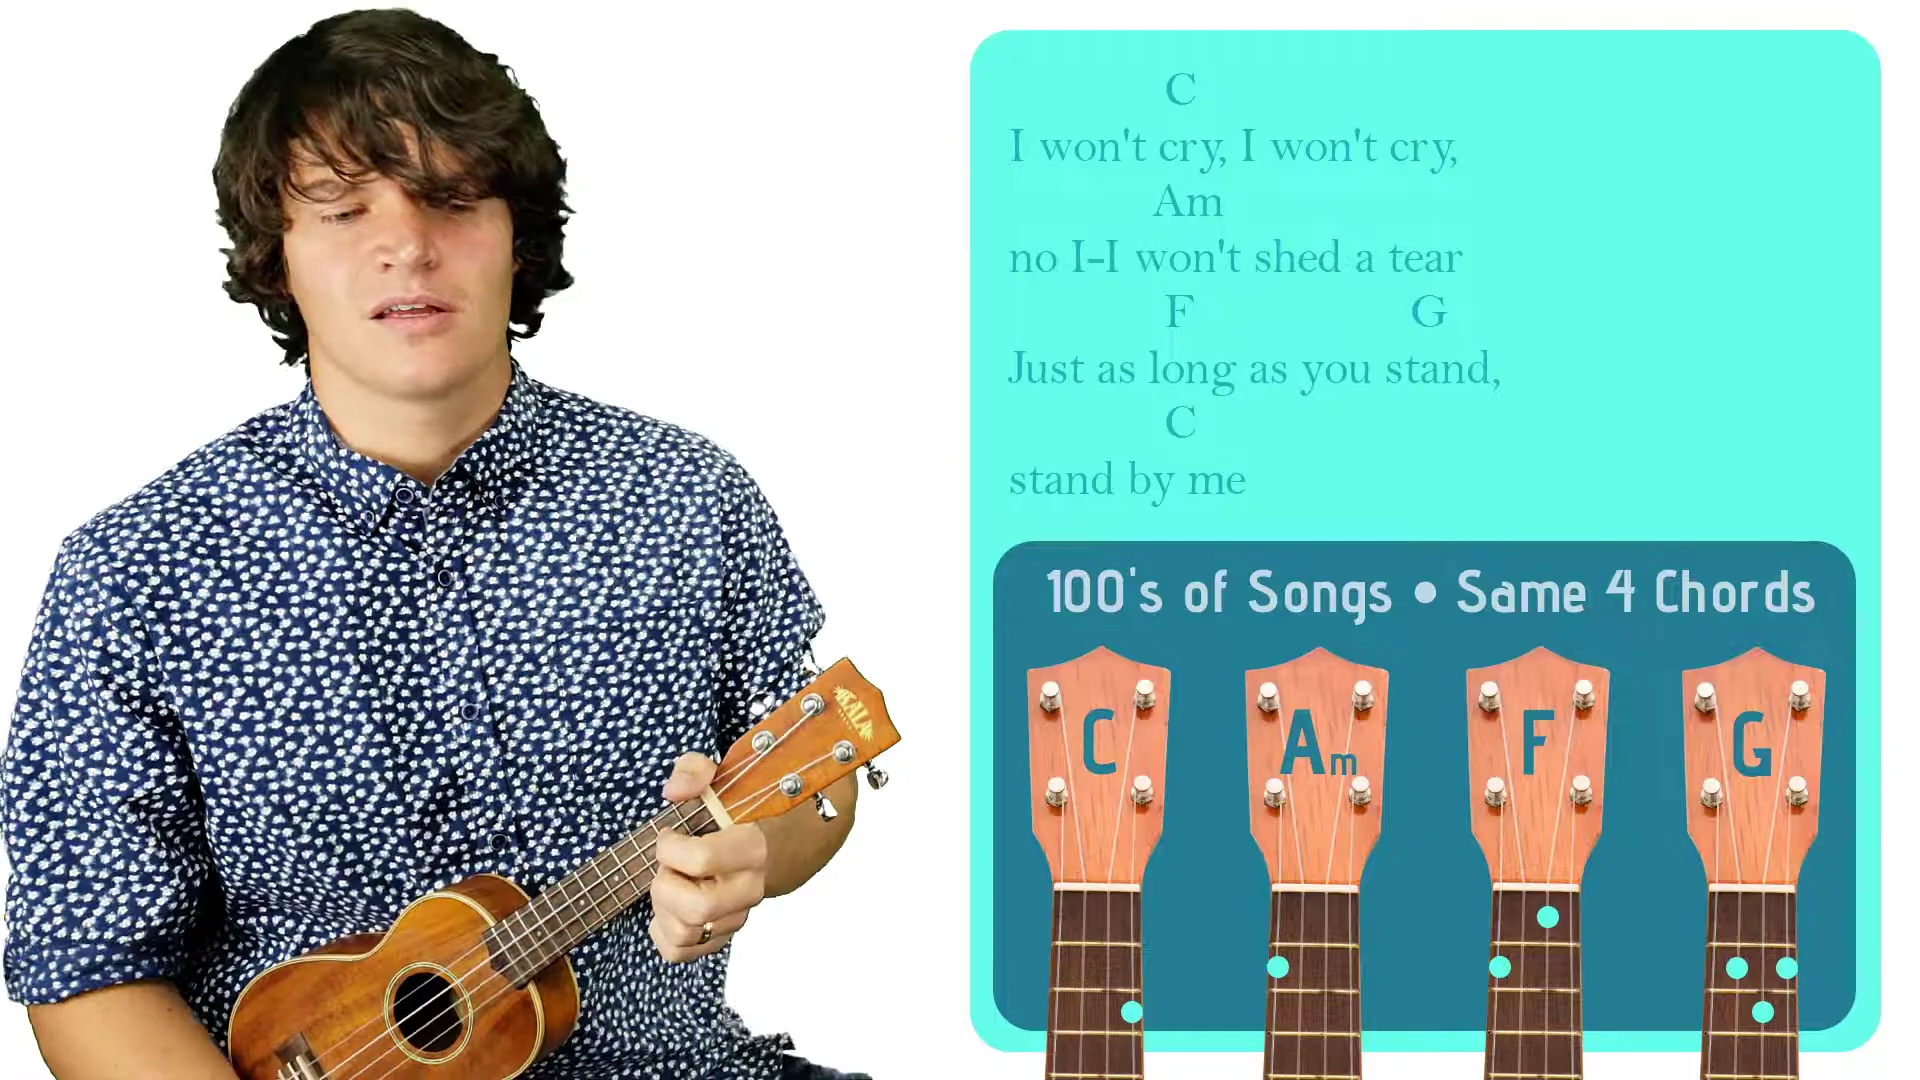 C
I won't cry, I won't cry,
Am
no I-I won't shed a tear
F G
Just as long as you stand,
C
stand by me
100's of Songs • Same 4 Chords
C Am F G
KALA